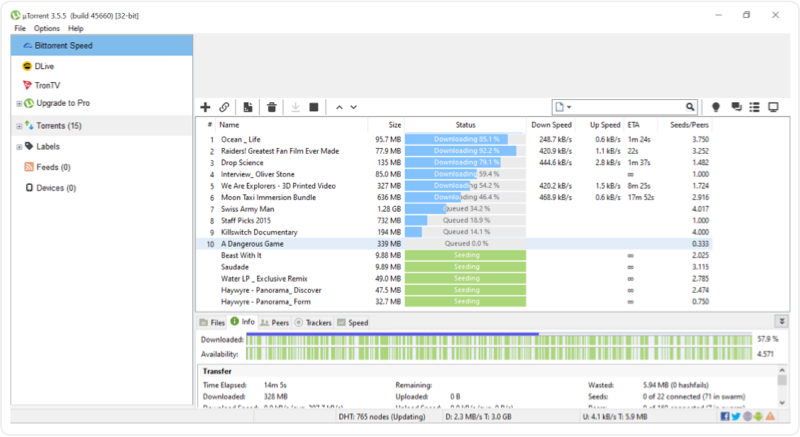 µTorrent 3.5.5 (build 45660) [32-bit]
File Options Help
Bittorrent Speed
DLive
TronTV
Upgrade to Pro
Torrents (15)
Labels
Feeds (0)
Devices (0)
# Name Size Status Down Speed Up Speed ETA Seeds/Peers
1 Ocean _ Life 95.7 MB Downloading 85.1 % 248.7 kB/s 0.6 kB/s 1m 24s 3.750
2 Raiders! Greatest Fan Film Ever Made 77.9 MB Downloading 92.2 % 420.9 kB/s 1.1 kB/s 22s 3.252
3 Drop Science 135 MB Downloading 79.1 % 444.6 kB/s 2.8 kB/s 1m 37s 1.482
4 Interview_ Oliver Stone 85.0 MB Downloading 59.4 % ∞ 1.000
5 We Are Explorers - 3D Printed Video 327 MB Downloading 54.2 % 420.2 kB/s 1.5 kB/s 8m 25s 1.724
6 Moon Taxi Immersion Bundle 636 MB Downloading 46.4 % 468.9 kB/s 0.6 kB/s 17m 52s 2.916
7 Swiss Army Man 1.28 GB Queued 34.2 % 4.017
8 Staff Picks 2015 732 MB Queued 18.9 % 1.000
9 Killswitch Documentary 194 MB Queued 14.1 % 4.000
10 A Dangerous Game 339 MB Queued 0.0 % 0.333
Beast With It 9.88 MB Seeding ∞ 2.025
Saudade 9.89 MB Seeding ∞ 3.115
Water LP _ Exclusive Remix 49.0 MB Seeding ∞ 2.785
Haywyre - Panorama_ Discover 47.5 MB Seeding ∞ 2.474
Haywyre - Panorama_ Form 32.7 MB Seeding ∞ 0.750
Files Info Peers Trackers Speed
Downloaded: 57.9 %
Availability: 4.571
Transfer
Time Elapsed: 14m 5s Remaining: Wasted: 5.94 MB (0 hashfails)
Downloaded: 328 MB Uploaded: 0 B Seeds: 0 of 22 connected (71 in swarm)
DHT: 765 nodes (Updating) D: 2.3 MB/s T: 3.0 GB U: 4.1 kB/s T: 5.9 MB